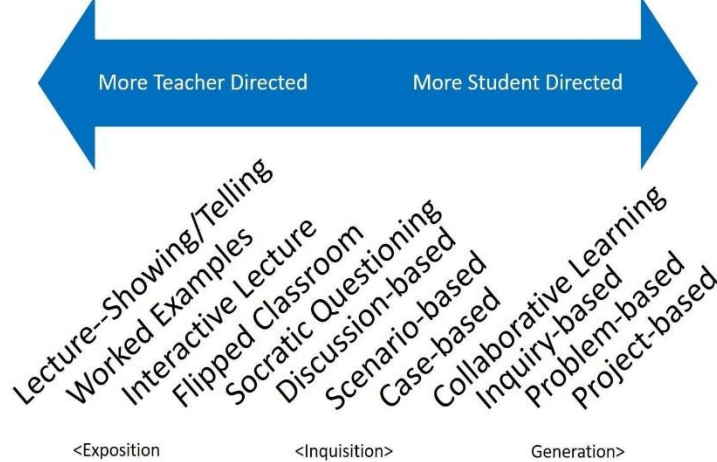 More Teacher Directed
More Student Directed
Lecture--Showing/Telling
Worked Examples
Interactive Lecture
Flipped Classroom
Socratic Questioning
Discussion-based
Scenario-based
Case-based
Collaborative Learning
Inquiry-based
Problem-based
Project-based
<Exposition
<Inquisition>
Generation>